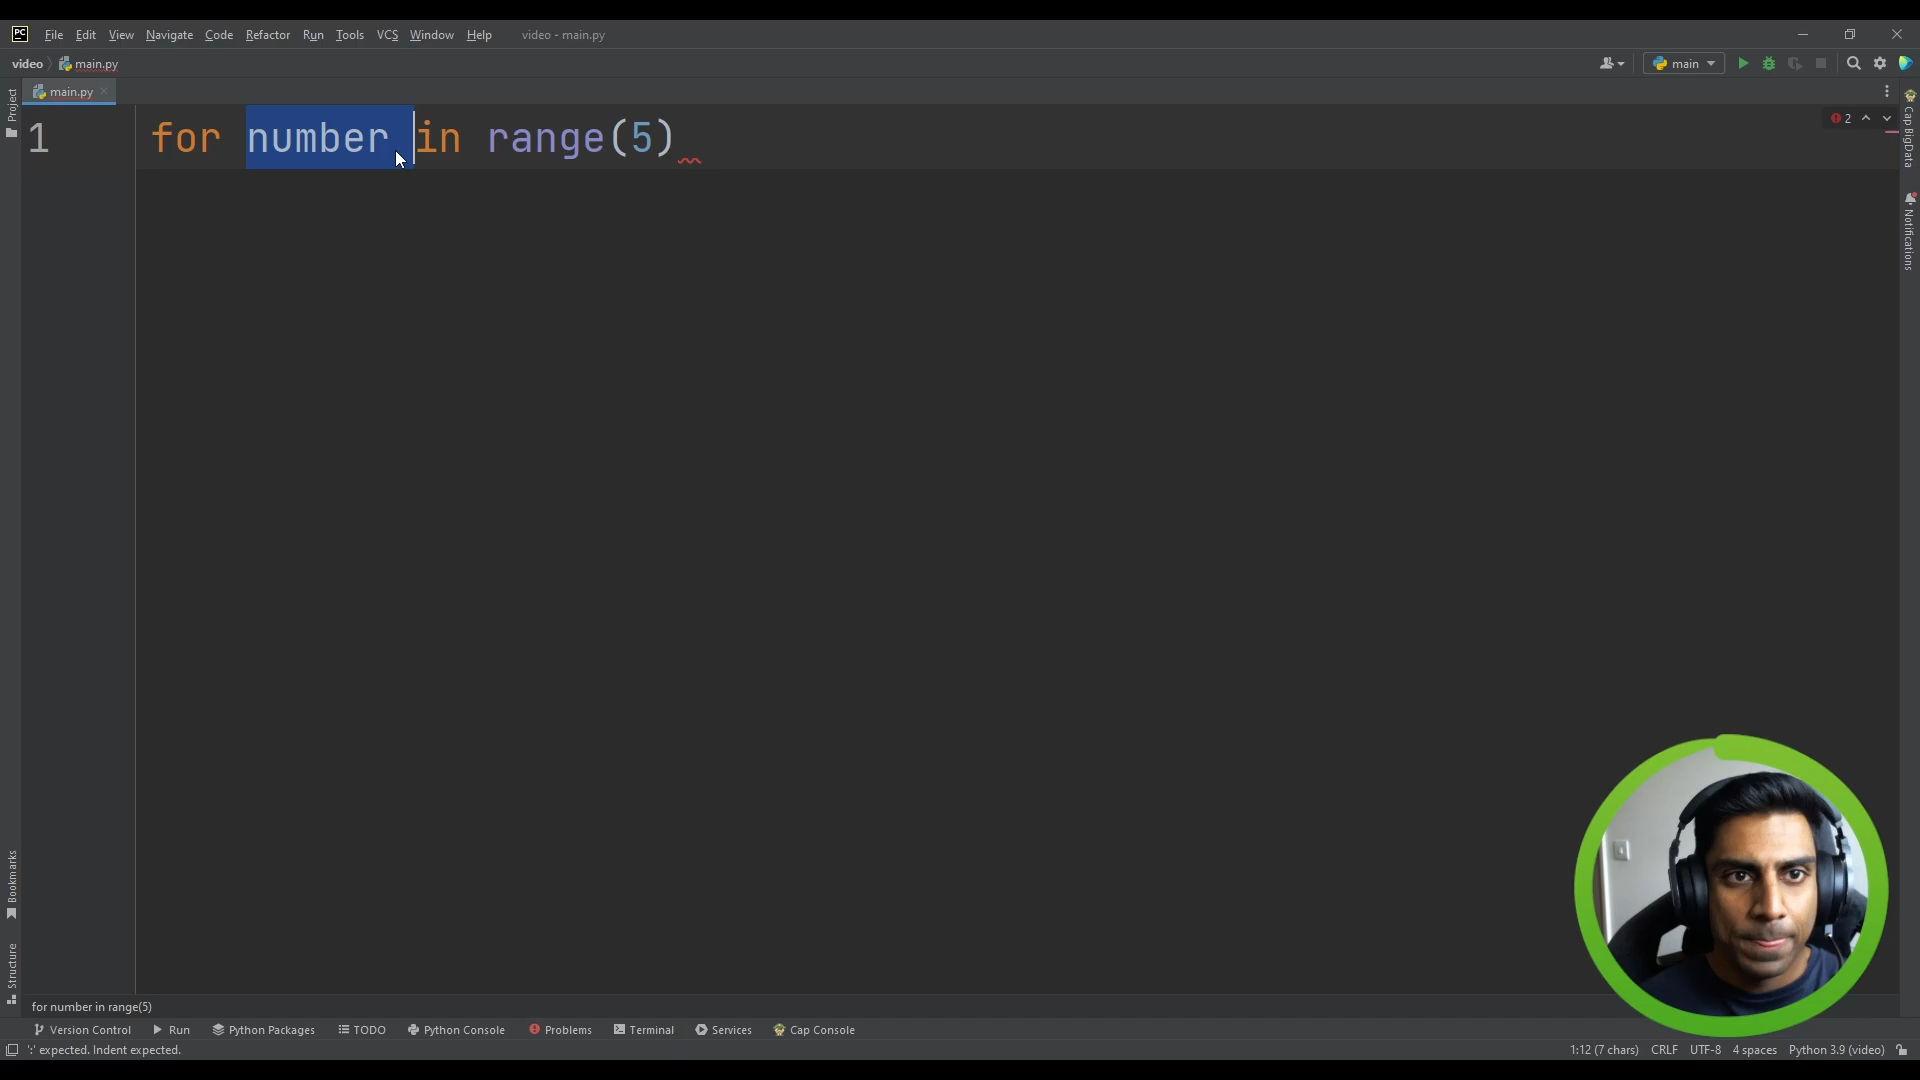 PC File Edit View Navigate Code Refactor Run Tools VCS Window Help video - main.py
video main.py main
main.py
Project
1 for number in range(5)
2
Cap BigData
Notifications
Bookmarks
Structure
for number in range(5)
Version Control Run Python Packages TODO Python Console Problems Terminal Services Cap Console
':' expected. Indent expected. 1:12 (7 chars) CRLF UTF-8 4 spaces Python 3.9 (video)